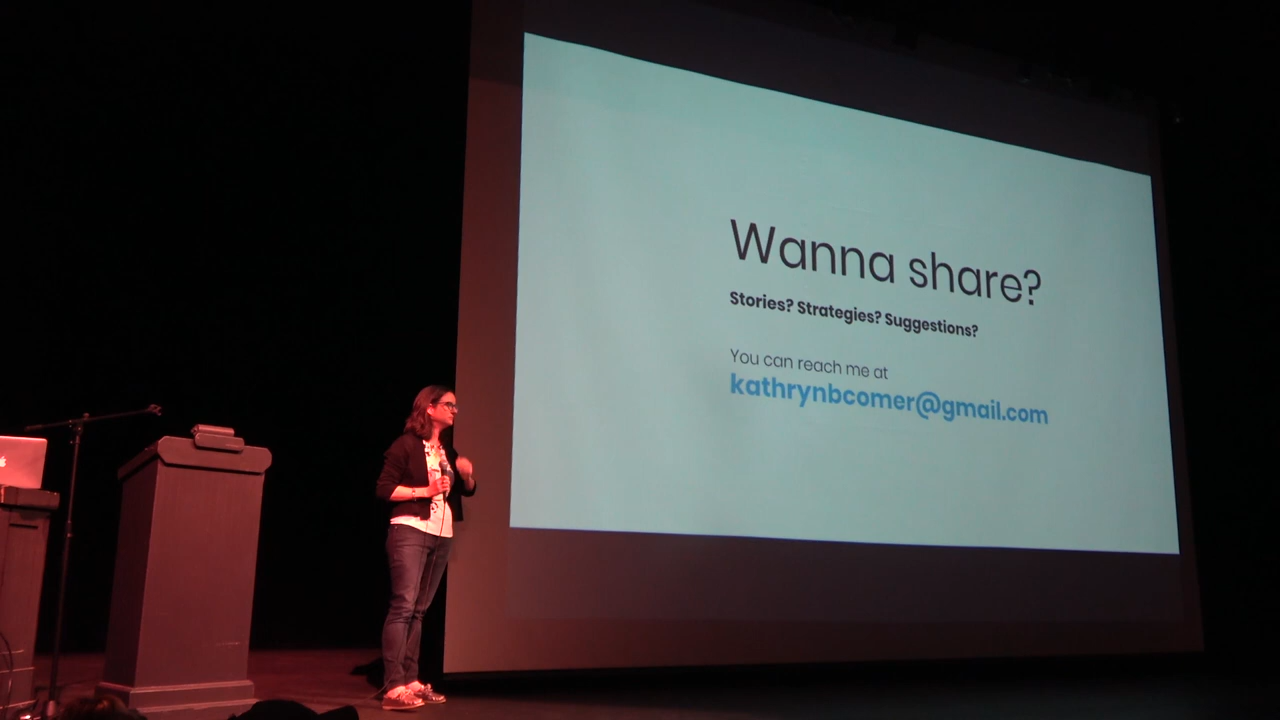 Wanna share?
Stories? Strategies? Suggestions?
You can reach me at
kathrynbcomer@gmail.com